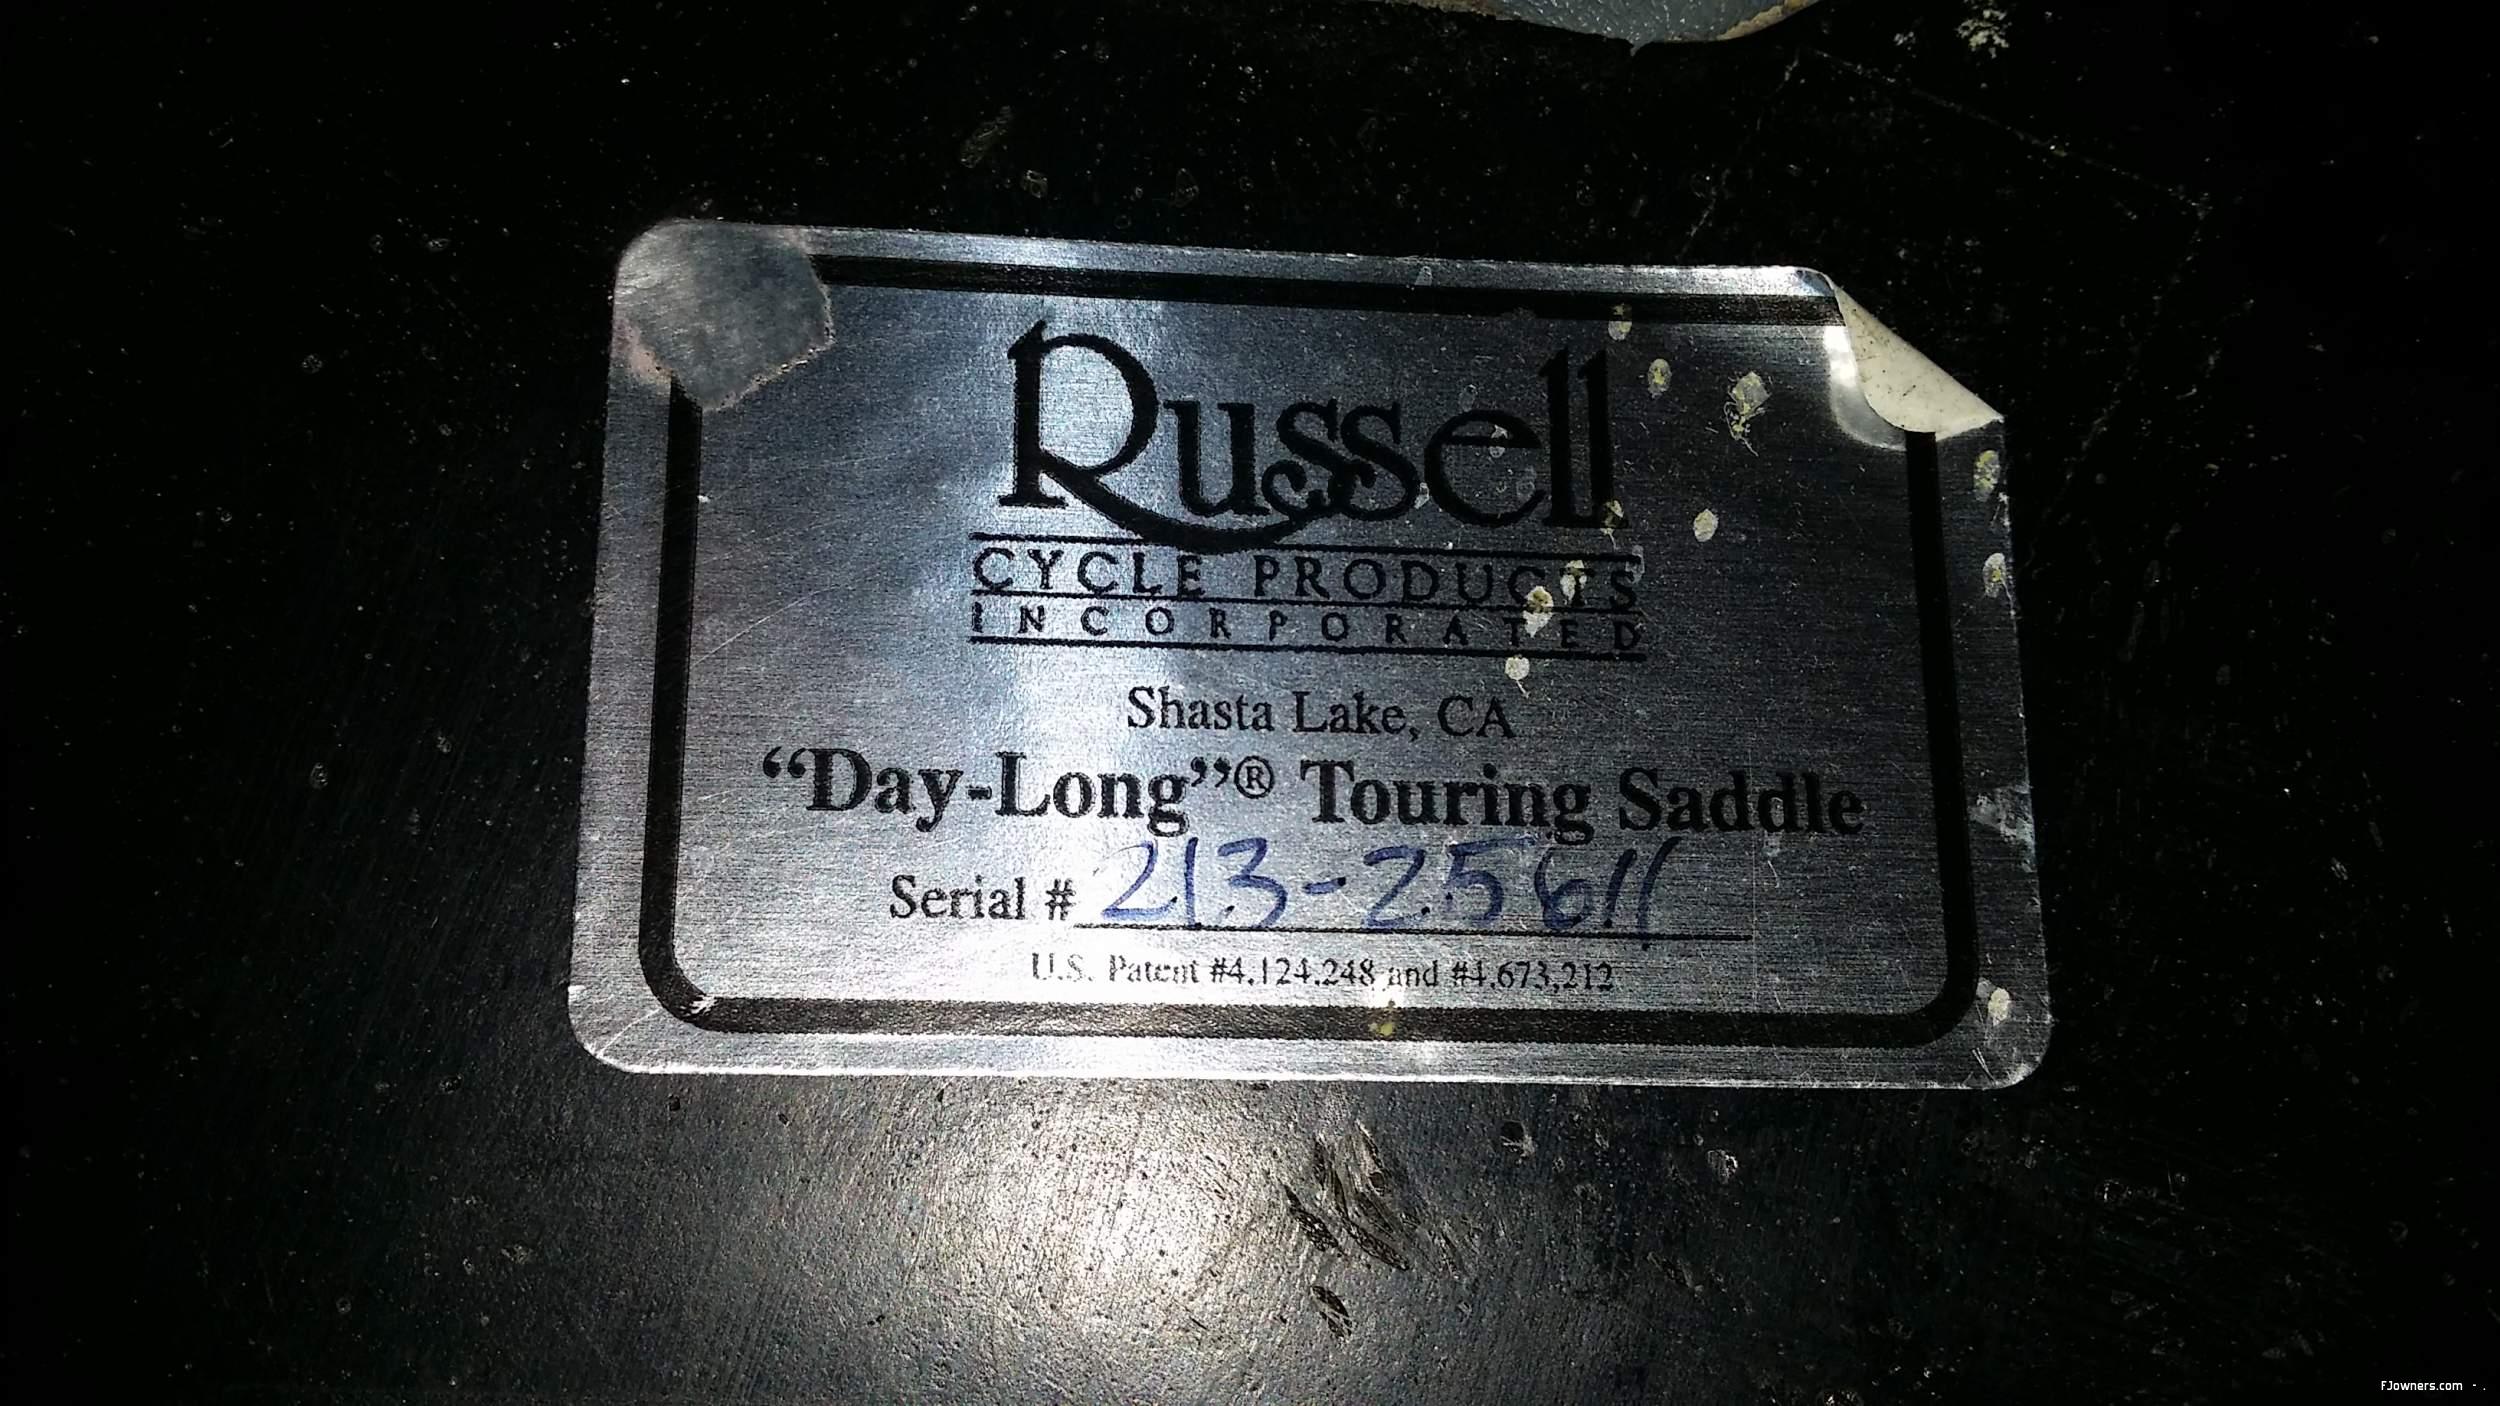 Russell
CYCLE PRODUCTS
INCORPORATED
Shasta Lake, CA
“Day-Long”® Touring Saddle
Serial # 213-25611
U.S. Patent #4,124,248 and #4,673,212
FJowners.com - .